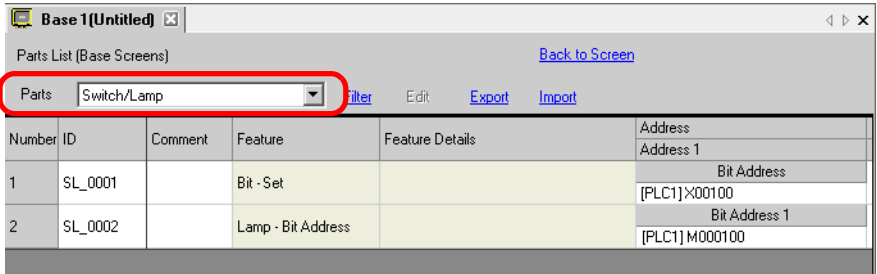 Base 1(Untitled)
Parts List (Base Screens) Back to Screen
Parts Switch/Lamp Filter Edit Export Import
Number ID Comment Feature Feature Details Address
Address 1
1 SL_0001 Bit - Set Bit Address
[PLC1]X00100
2 SL_0002 Lamp - Bit Address Bit Address 1
[PLC1] M000100